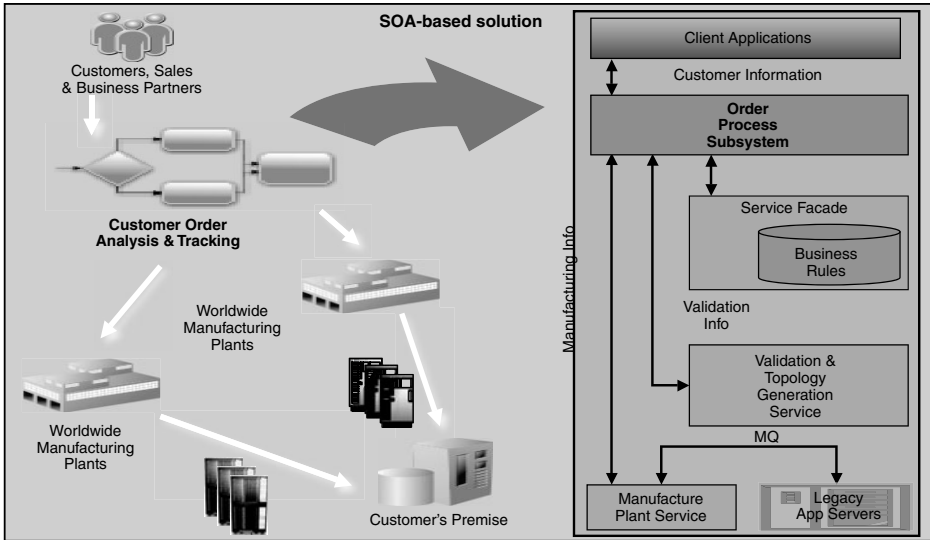 SOA-based solution
Customers, Sales
& Business Partners
Customer Order
Analysis & Tracking
Worldwide
Manufacturing
Plants
Worldwide
Manufacturing
Plants
Customer's Premise
Client Applications
Customer Information
Order
Process
Subsystem
Manufacturing Info
Service Facade
Business
Rules
Validation
Info
Validation &
Topology
Generation
Service
MQ
Manufacture
Plant Service
Legacy
App Servers